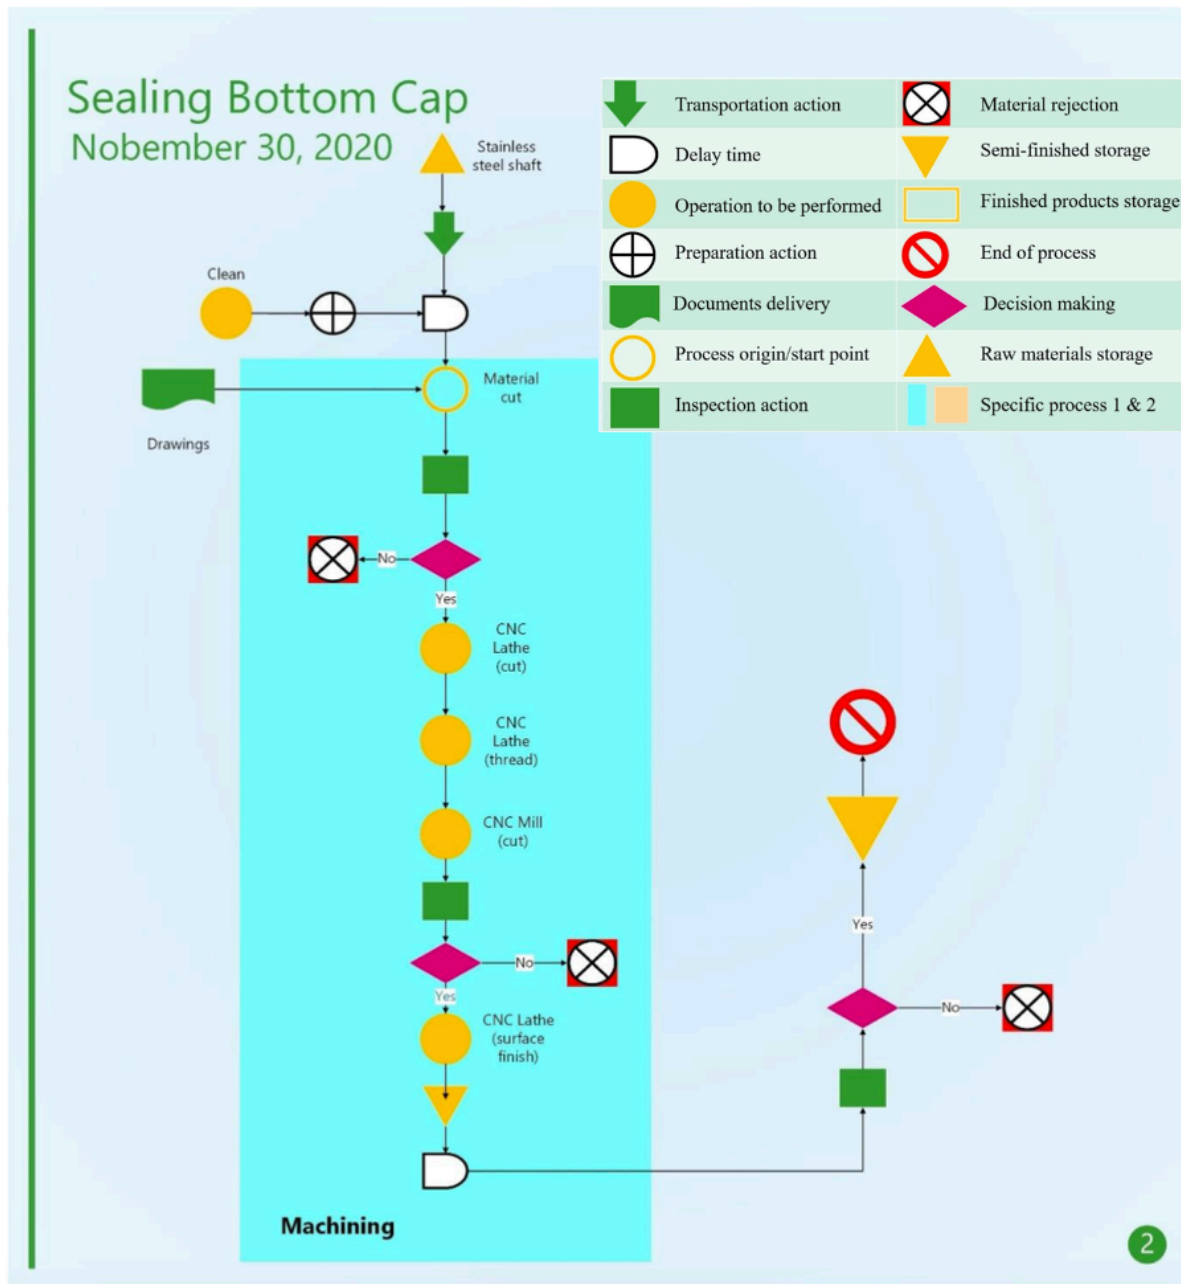 Sealing Bottom Cap
Nobember 30, 2020
Stainless
steel shaft
Transportation action
Material rejection
Delay time
Semi-finished storage
Operation to be performed
Finished products storage
Preparation action
End of process
Documents delivery
Decision making
Process origin/start point
Raw materials storage
Inspection action
Specific process 1 & 2
Clean
Material
cut
Drawings
No
Yes
CNC
Lathe
(cut)
CNC
Lathe
(thread)
CNC Mill
(cut)
No
Yes
CNC Lathe
(surface
finish)
Yes
No
Machining
2